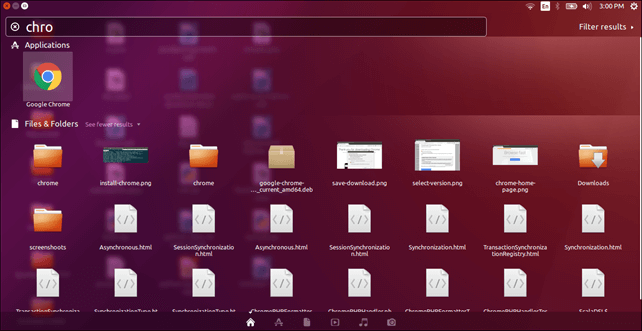 En 3:00 PM
chro
Filter results
Applications
Google Chrome
Files & Folders See fewer results
chrome install-chrome.png chrome google-chrome-..._current_amd64.deb save-download.png select-version.png chrome-home-page.png Downloads
screenshoots Asynchronous.html SessionSynchronization.html Asynchronous.html SessionSynchronization.html Synchronization.html TransactionSynchronizationRegistry.html Synchronization.html